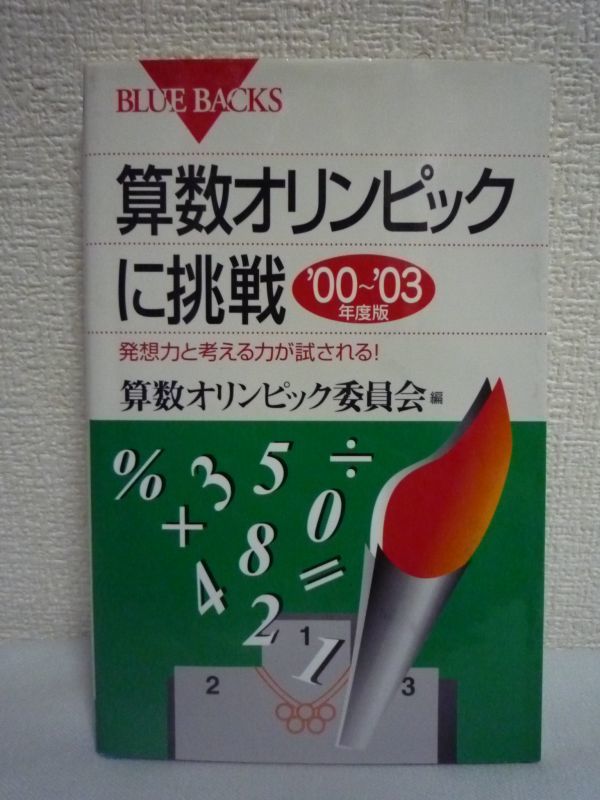 BLUE BACKS
算数オリンピック
に挑戦 '00~'03
年度版
発想力と考える力が試される!
算数オリンピック委員会 編
% 3 5 ÷
+ 8 0
4 2 =
1 1
2 3